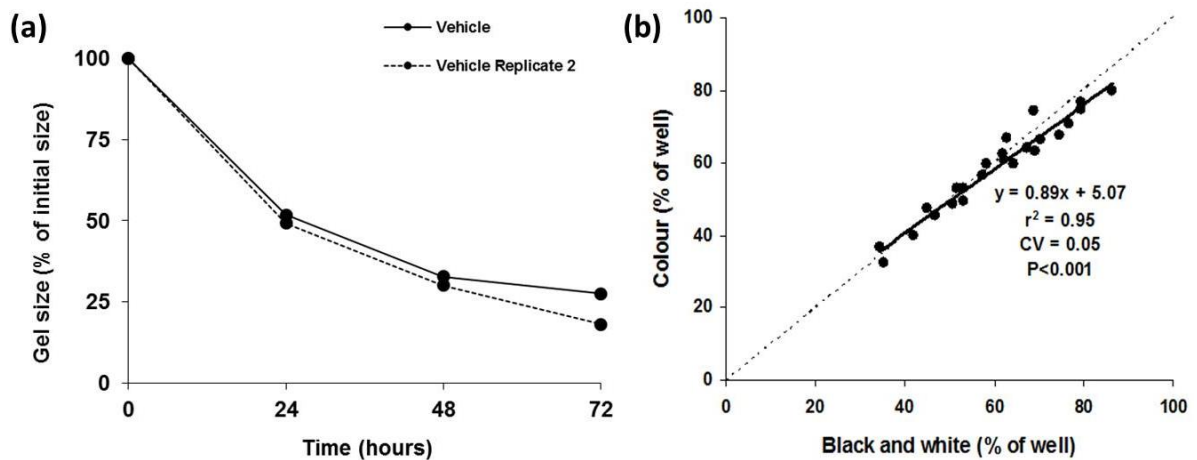 (a)
Vehicle
Vehicle Replicate 2
Gel size (% of initial size)
100
75
50
25
0
0 24 48 72
Time (hours)
(b)
Colour (% of well)
100
80
60
40
20
0
y = 0.89x + 5.07
r² = 0.95
CV = 0.05
P<0.001
0 20 40 60 80 100
Black and white (% of well)